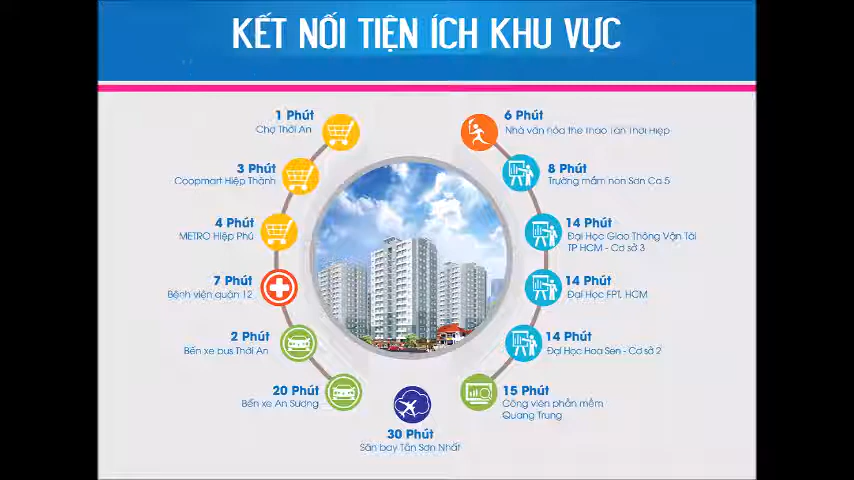 KẾT NỐI TIỆN ÍCH KHU VỰC
1 Phút
Chợ Thới An
3 Phút
Coopmart Hiệp Thành
4 Phút
METRO Hiệp Phú
7 Phút
Bệnh viện quận 12
2 Phút
Bến xe bus Thới An
20 Phút
Bến xe An Sương
30 Phút
Sân bay Tân Sơn Nhất
6 Phút
Nhà văn hóa thể thao Tân Thới Hiệp
8 Phút
Trường mầm non Sơn Ca 5
14 Phút
Đại Học Giao Thông Vận Tải
TP HCM - Cơ sở 3
14 Phút
Đại Học FPT. HCM
14 Phút
Đại Học Hoa Sen - Cơ sở 2
15 Phút
Công viên phần mềm
Quang Trung